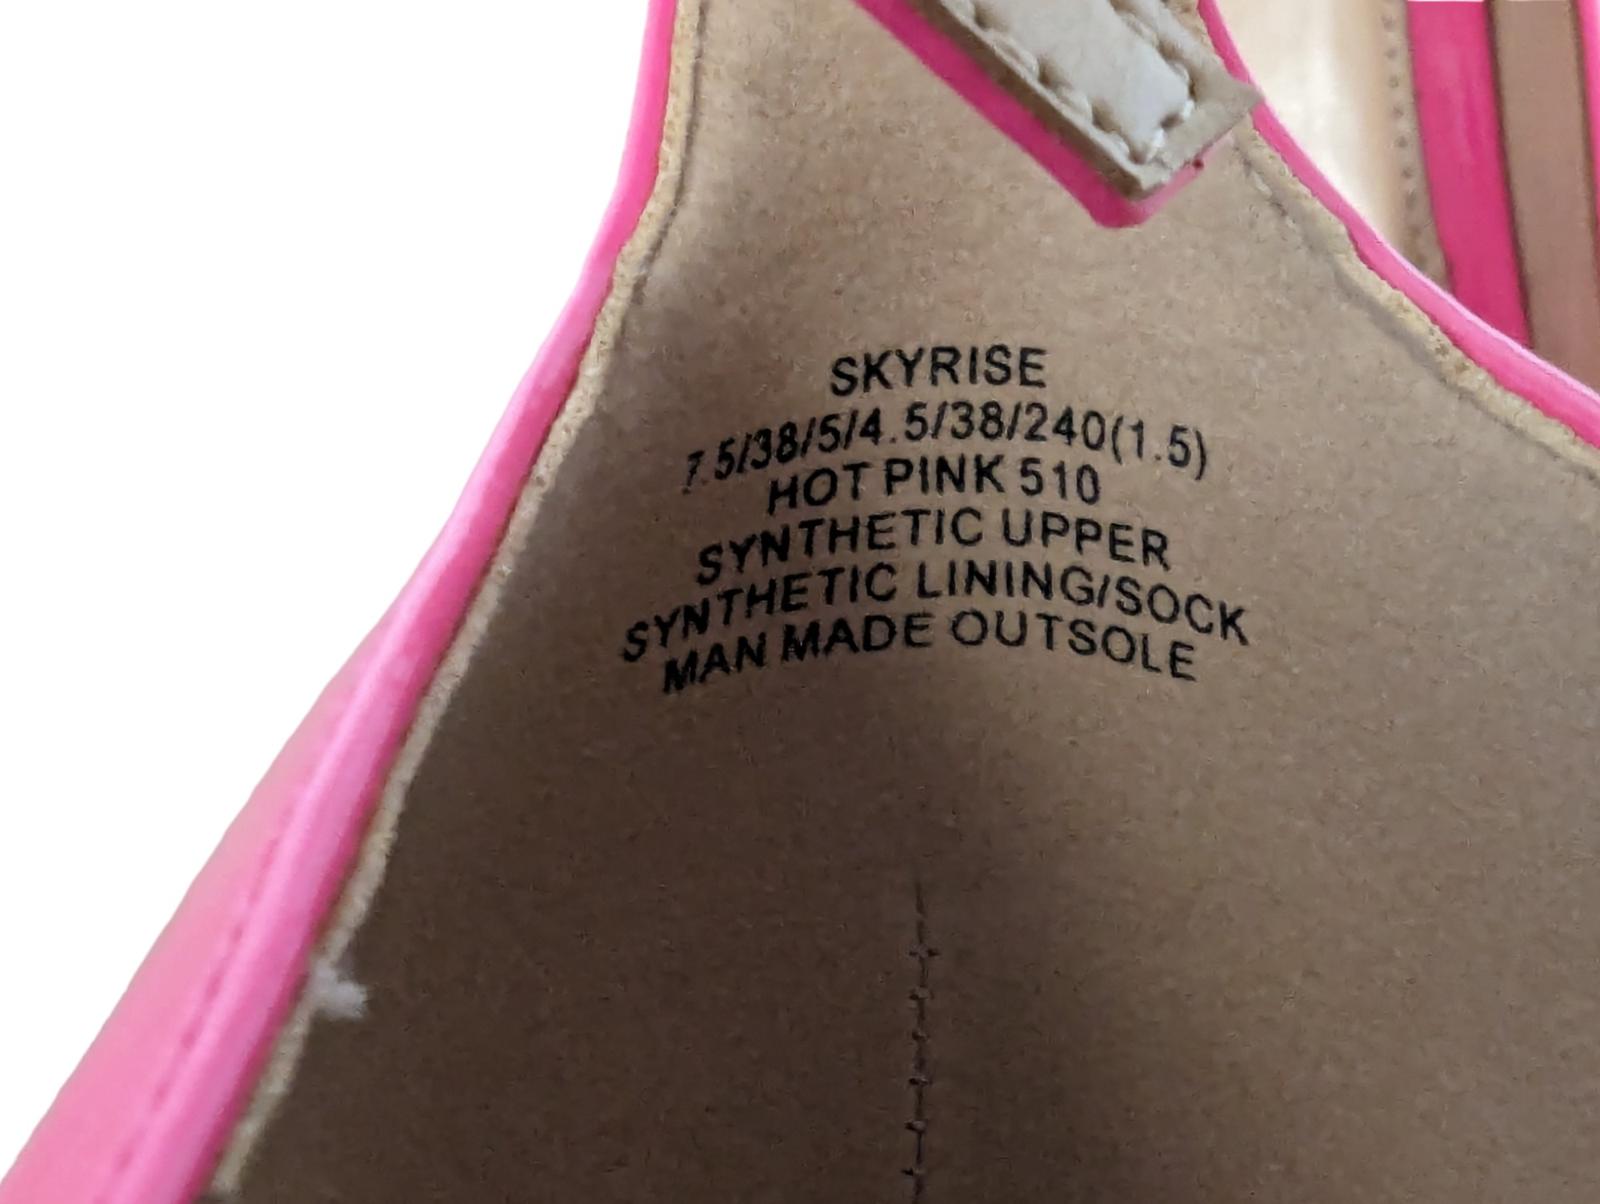 SKYRISE
7.5/38/5/4.5/38/240(1.5)
HOT PINK 510
SYNTHETIC UPPER
SYNTHETIC LINING/SOCK
MAN MADE OUTSOLE